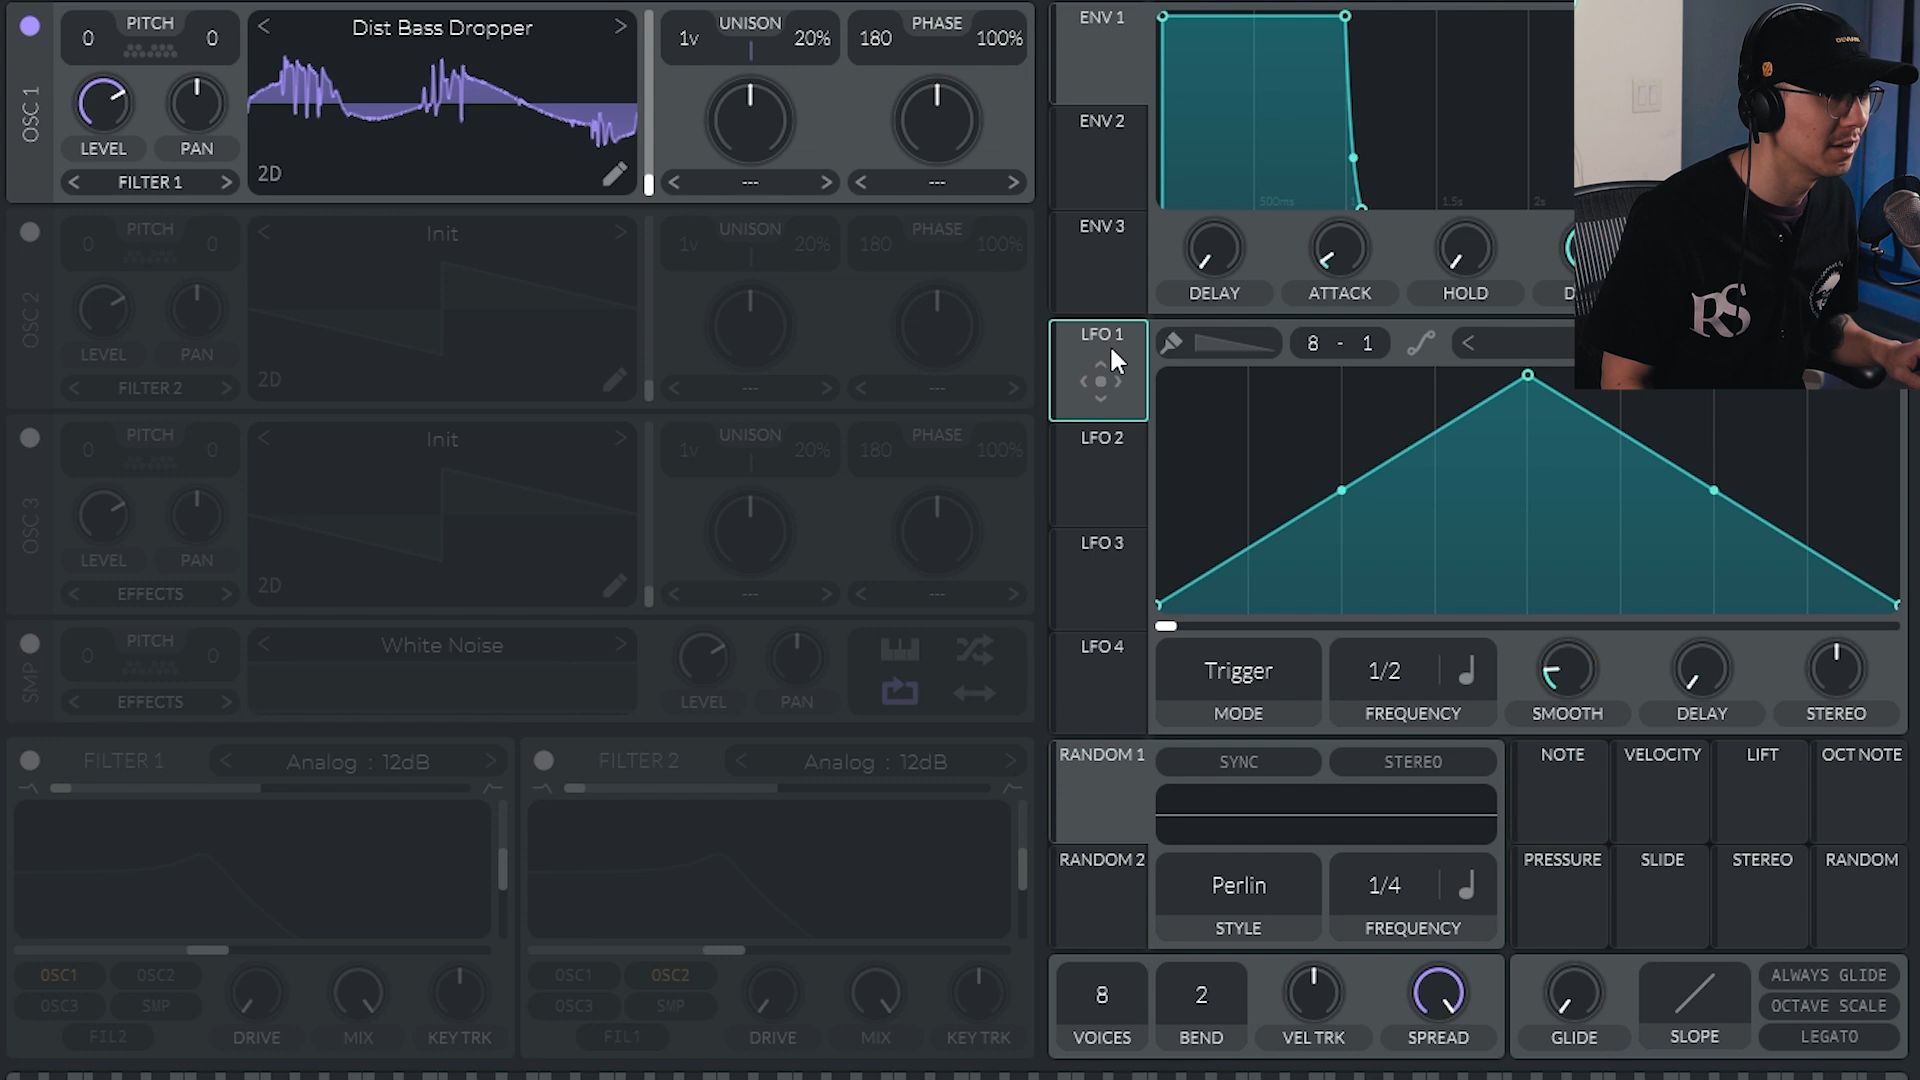 OSC 1
0 PITCH 0
LEVEL PAN
< FILTER 1 >
< Dist Bass Dropper >
2D
1v UNISON 20%
< --- >
180 PHASE 100%
< --- >
OSC 2
0 PITCH 0
LEVEL PAN
< FILTER 2 >
< Init >
2D
1v UNISON 20%
< --- >
180 PHASE 100%
< --- >
OSC 3
0 PITCH 0
LEVEL PAN
< EFFECTS >
< Init >
2D
1v UNISON 20%
< --- >
180 PHASE 100%
< --- >
SMP
0 PITCH 0
< EFFECTS >
< White Noise >
LEVEL PAN
FILTER 1 < Analog : 12dB >
OSC1 OSC2
OSC3 SMP
FIL2
DRIVE MIX KEY TRK
FILTER 2 < Analog : 12dB >
OSC1 OSC2
OSC3 SMP
FIL1
DRIVE MIX KEY TRK
ENV 1
ENV 2
ENV 3
500ms 1 1.5s 2s
DELAY ATTACK HOLD D
LFO 1
LFO 2
LFO 3
LFO 4
8 - 1 <
Trigger 1/2
MODE FREQUENCY SMOOTH DELAY STEREO
RANDOM 1
RANDOM 2
SYNC STEREO
Perlin 1/4
STYLE FREQUENCY
NOTE VELOCITY LIFT OCT NOTE
PRESSURE SLIDE STEREO RANDOM
8 2
VOICES BEND VEL TRK SPREAD
GLIDE SLOPE
ALWAYS GLIDE
OCTAVE SCALE
LEGATO
RS